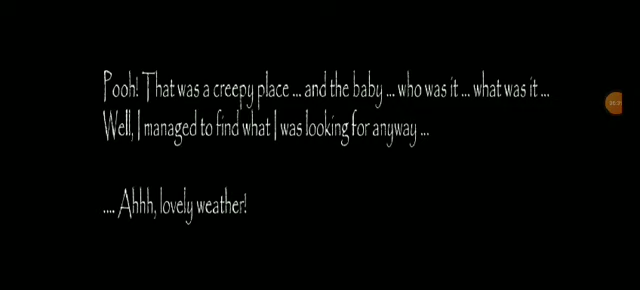 Pooh! That was a creepy place ... and the baby ... who was it ... what was it ...
Well, I managed to find what I was looking for anyway ...
.... Ahhh, lovely weather!